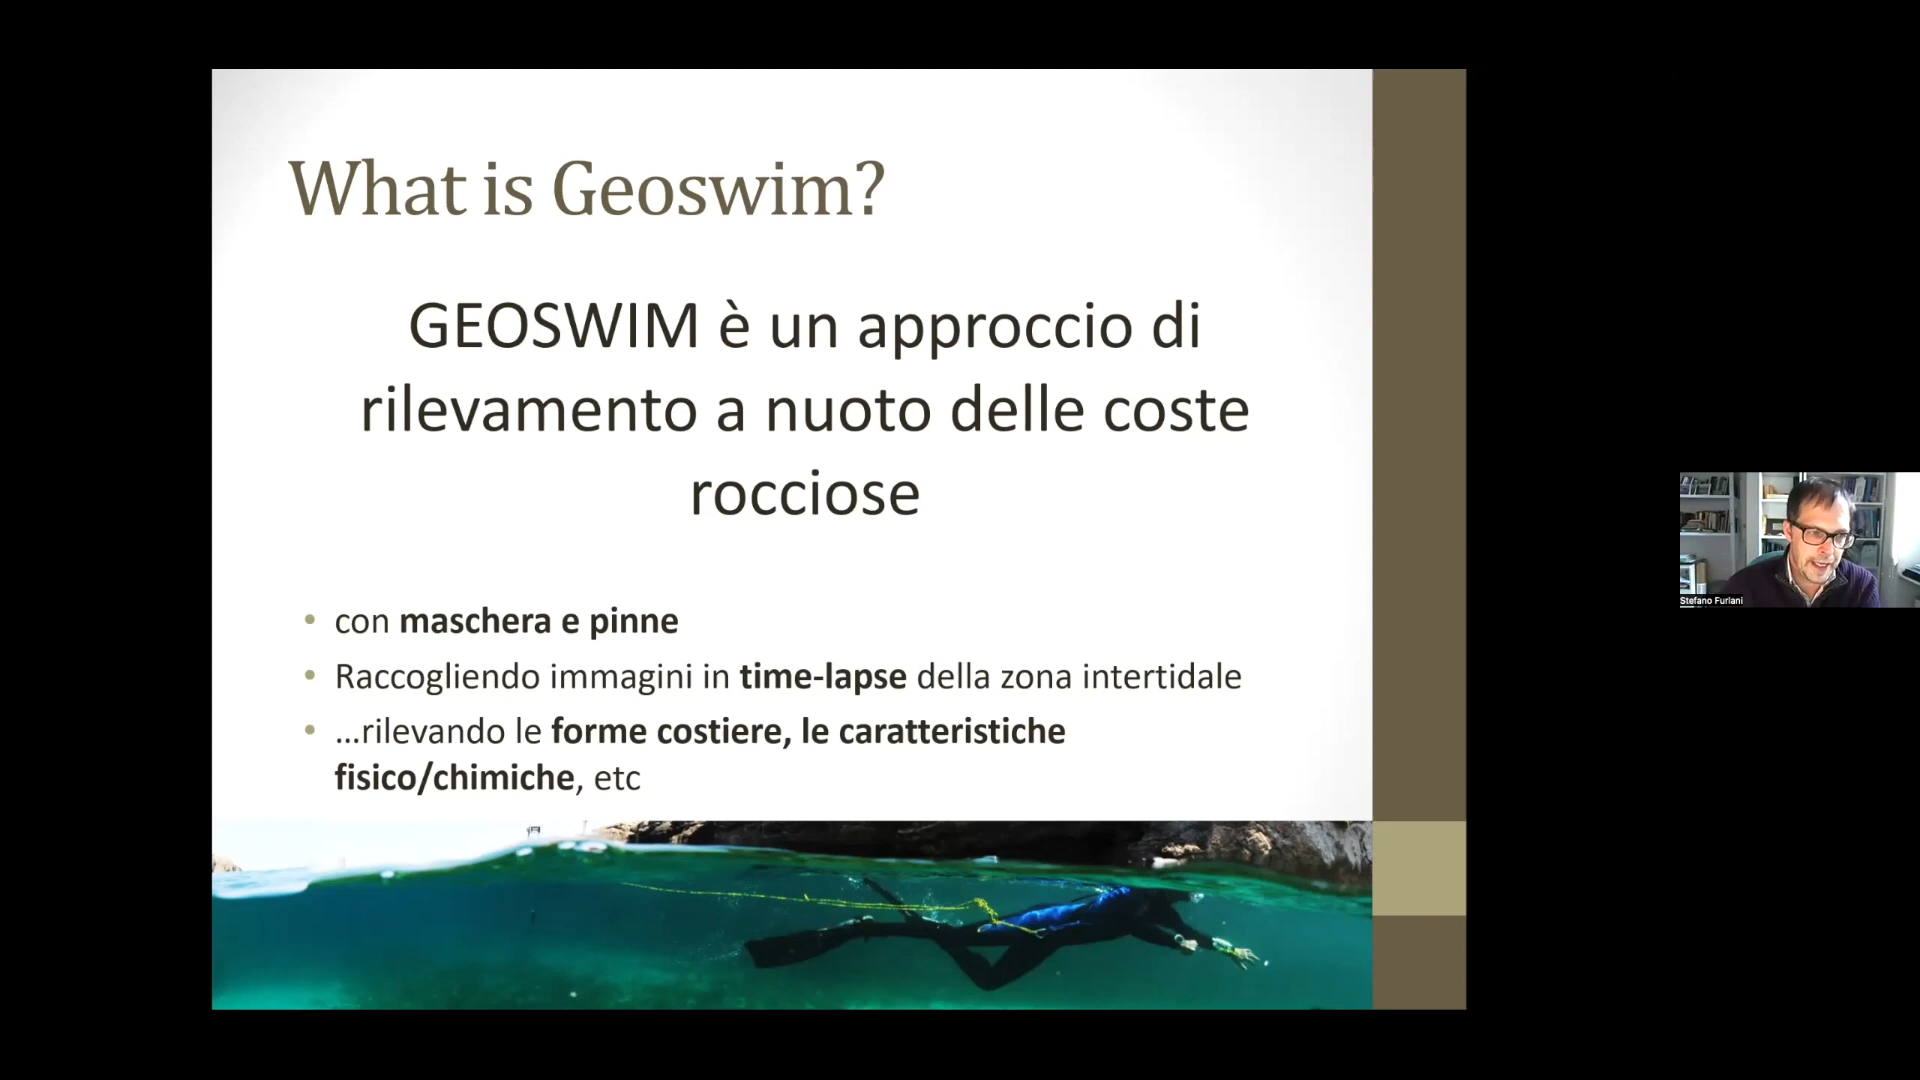 What is Geoswim?
GEOSWIM è un approccio di
rilevamento a nuoto delle coste
rocciose
• con maschera e pinne
• Raccogliendo immagini in time-lapse della zona intertidale
• …rilevando le forme costiere, le caratteristiche
fisico/chimiche, etc
Stefano Furlani